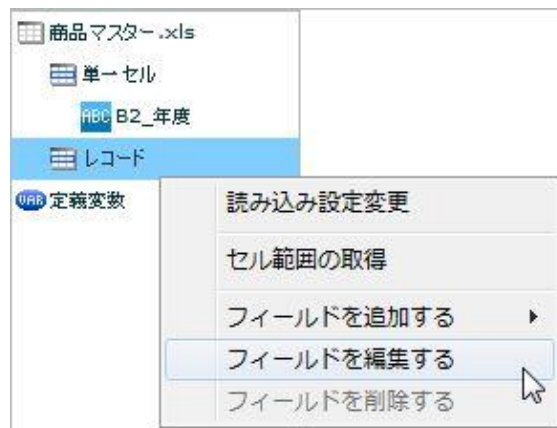 商品マスター.xls
単一セル
ABC B2_年度
レコード
VAR 定義変数
読み込み設定変更
セル範囲の取得
フィールドを追加する
フィールドを編集する
フィールドを削除する